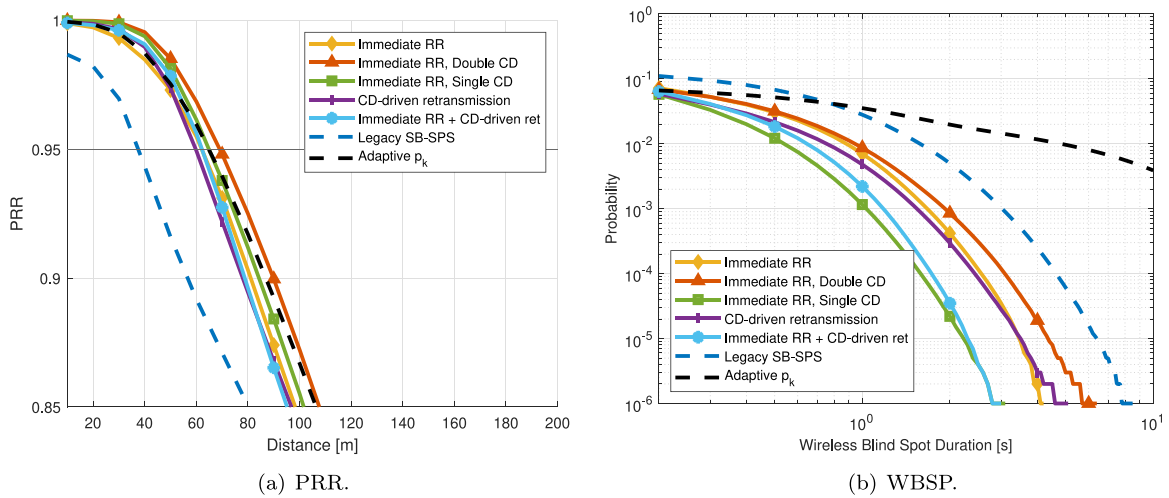 1
0.95
0.9
0.85
PRR
20 40 60 80 100 120 140 160 180 200
Distance [m]
Immediate RR
Immediate RR, Double CD
Immediate RR, Single CD
CD-driven retransmission
Immediate RR + CD-driven ret
Legacy SB-SPS
Adaptive p_k
(a) PRR.
10^0
10^-1
10^-2
10^-3
10^-4
10^-5
10^-6
Probability
Immediate RR
Immediate RR, Double CD
Immediate RR, Single CD
CD-driven retransmission
Immediate RR + CD-driven ret
Legacy SB-SPS
Adaptive p_k
10^0 10^1
Wireless Blind Spot Duration [s]
(b) WBSP.